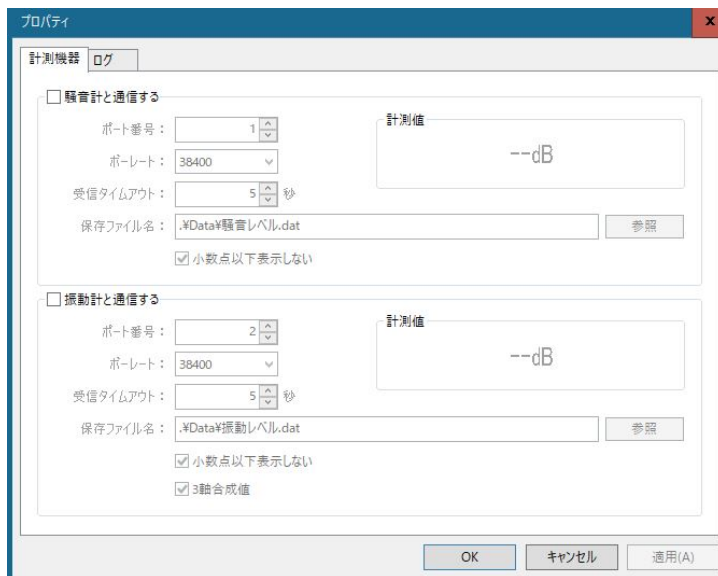 プロパティ
x
計測機器 ログ
騒音計と通信する
ポート番号： 1
計測値
--dB
ボーレート： 38400
受信タイムアウト： 5 秒
保存ファイル名： .¥Data¥騒音レベル.dat 参照
小数点以下表示しない
振動計と通信する
ポート番号： 2
計測値
--dB
ボーレート： 38400
受信タイムアウト： 5 秒
保存ファイル名： .¥Data¥振動レベル.dat 参照
小数点以下表示しない
3軸合成値
OK キャンセル 適用(A)